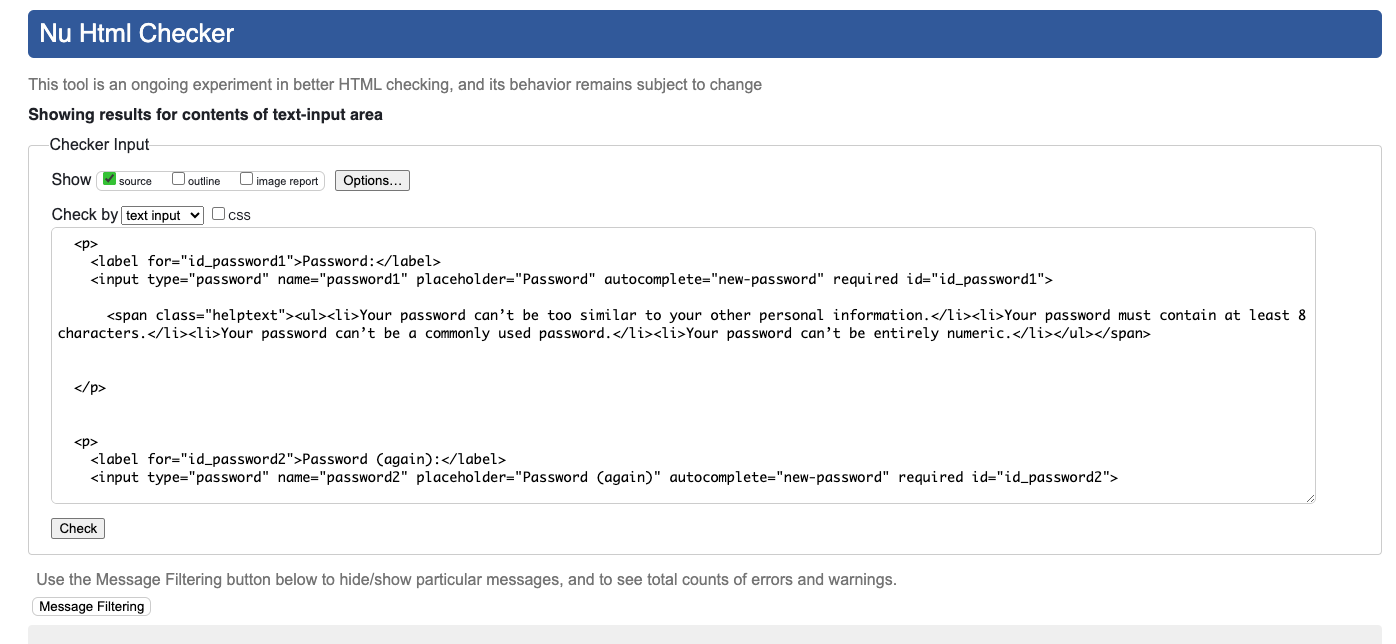 Nu Html Checker
This tool is an ongoing experiment in better HTML checking, and its behavior remains subject to change
Showing results for contents of text-input area
Checker Input
Show source outline image report Options...
Check by text input CSS
<p>
<label for="id_password1">Password:</label>
<input type="password" name="password1" placeholder="Password" autocomplete="new-password" required id="id_password1">
<span class="helptext"><ul><li>Your password can’t be too similar to your other personal information.</li><li>Your password must contain at least 8
characters.</li><li>Your password can’t be a commonly used password.</li><li>Your password can’t be entirely numeric.</li></ul></span>
</p>
<p>
<label for="id_password2">Password (again):</label>
<input type="password" name="password2" placeholder="Password (again)" autocomplete="new-password" required id="id_password2">
Check
Use the Message Filtering button below to hide/show particular messages, and to see total counts of errors and warnings.
Message Filtering